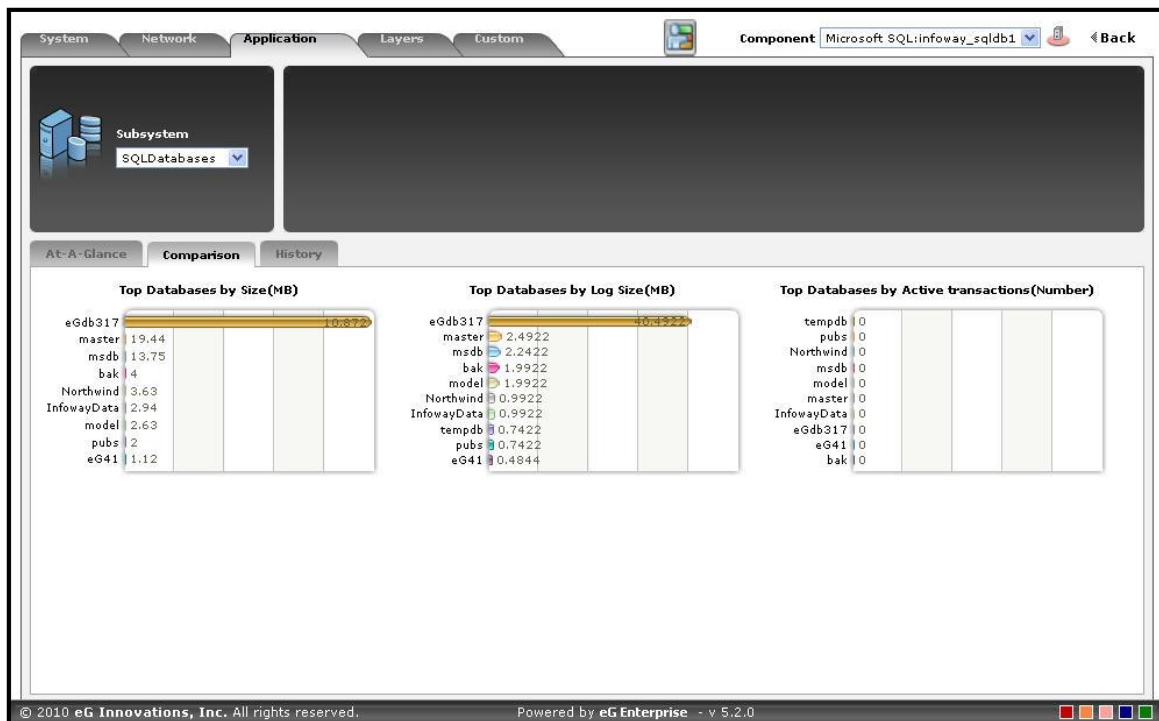 System Network Application Layers Custom Component Microsoft SQL:infoway_sqldb1 Back
Subsystem
SQLDatabases
At-A-Glance Comparison History
Top Databases by Size(MB)
eGdb317 10.872
master 19.44
msdb 13.75
bak 4
Northwind 3.63
InfowayData 2.94
model 2.63
pubs 2
eG41 1.12
Top Databases by Log Size(MB)
eGdb317 40.4922
master 2.4922
msdb 2.2422
bak 1.9922
model 1.9922
Northwind 0.9922
InfowayData 0.9922
tempdb 0.7422
pubs 0.7422
eG41 0.4844
Top Databases by Active transactions(Number)
tempdb 0
pubs 0
Northwind 0
msdb 0
model 0
master 0
InfowayData 0
eGdb317 0
eG41 0
bak 0
© 2010 eG Innovations, Inc. All rights reserved. Powered by eG Enterprise - v 5.2.0